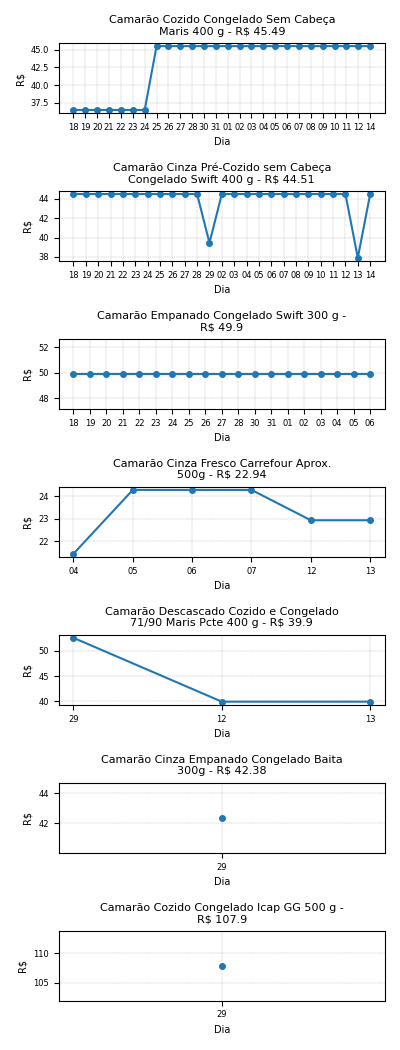 Camarão Cozido Congelado Sem Cabeça
Maris 400 g - R$ 45.49
45.0
42.5
40.0
37.5
R$
18 19 20 21 22 23 24 25 26 27 28 30 31 01 02 03 04 05 06 07 08 09 10 11 12 14
Dia
Camarão Cinza Pré-Cozido sem Cabeça
Congelado Swift 400 g - R$ 44.51
44
42
40
38
R$
18 19 20 21 22 23 24 25 26 27 28 29 02 03 04 05 06 07 08 09 10 11 12 13 14
Dia
Camarão Empanado Congelado Swift 300 g -
R$ 49.9
52
50
48
R$
18 19 20 21 22 23 24 25 26 27 28 30 31 01 02 03 04 05 06
Dia
Camarão Cinza Fresco Carrefour Aprox.
500g - R$ 22.94
24
23
22
R$
04 05 06 07 12 13
Dia
Camarão Descascado Cozido e Congelado
71/90 Maris Pcte 400 g - R$ 39.9
50
45
40
R$
29 12 13
Dia
Camarão Cinza Empanado Congelado Baita
300g - R$ 42.38
44
42
R$
29
Dia
Camarão Cozido Congelado Icap GG 500 g -
R$ 107.9
110
105
R$
29
Dia